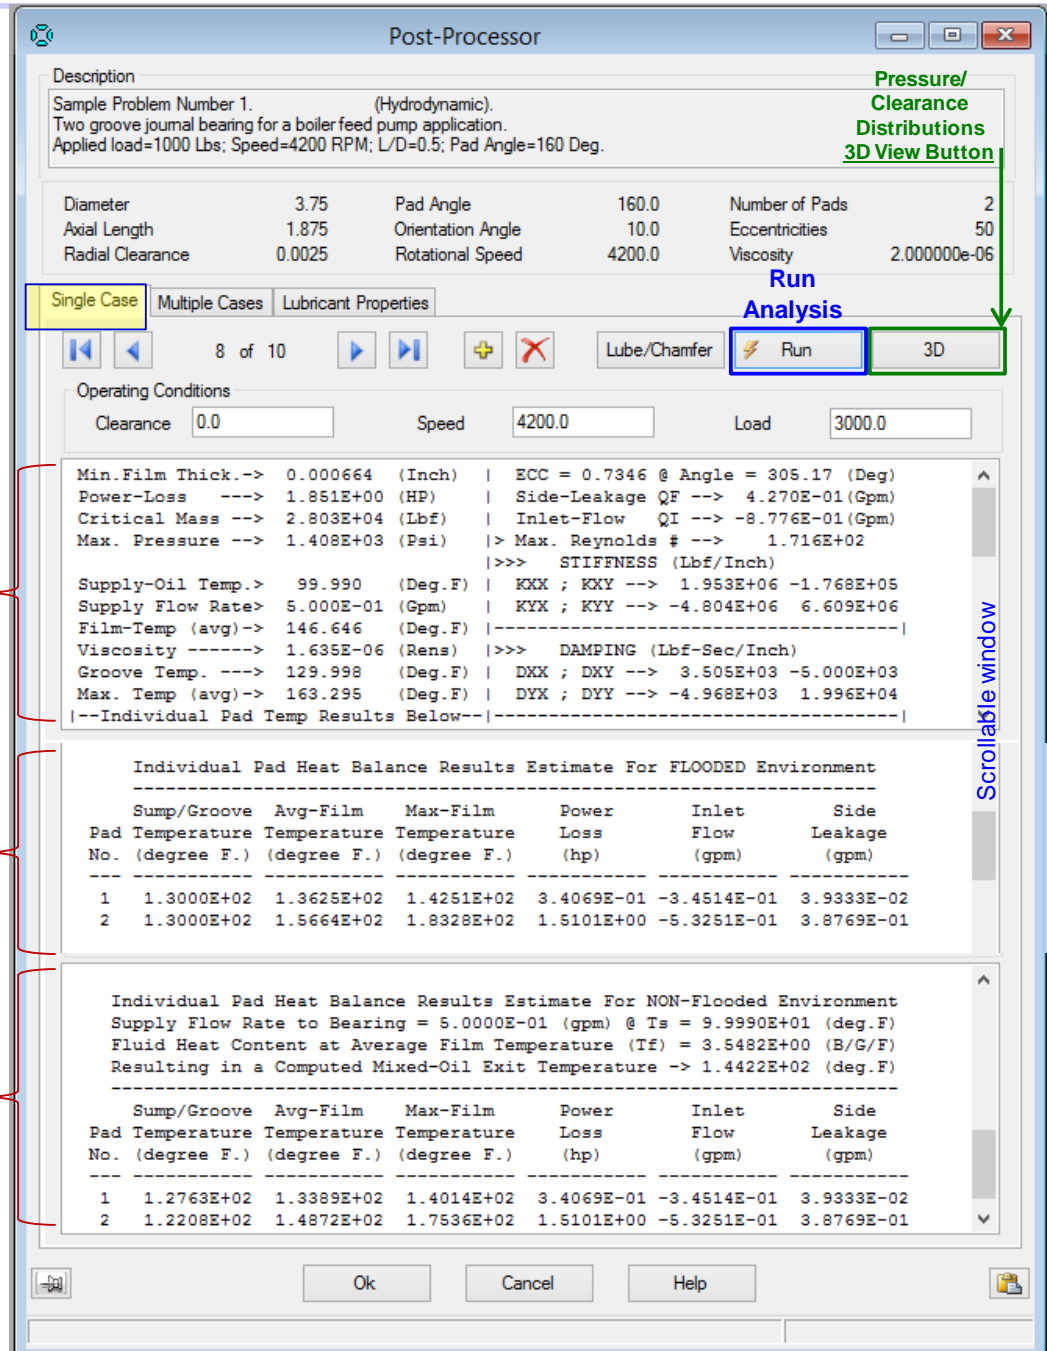 Post-Processor
Description
Sample Problem Number 1. (Hydrodynamic).
Two groove journal bearing for a boiler feed pump application.
Applied load=1000 Lbs; Speed=4200 RPM; L/D=0.5; Pad Angle=160 Deg.
Pressure/
Clearance
Distributions
3D View Button
Diameter 3.75 Pad Angle 160.0 Number of Pads 2
Axial Length 1.875 Orientation Angle 10.0 Eccentricities 50
Radial Clearance 0.0025 Rotational Speed 4200.0 Viscosity 2.000000e-06
Run
Analysis
Single Case Multiple Cases Lubricant Properties
8 of 10 Lube/Chamfer Run 3D
Operating Conditions
Clearance 0.0 Speed 4200.0 Load 3000.0
Min.Film Thick.-> 0.000664 (Inch) | ECC = 0.7346 @ Angle = 305.17 (Deg)
Power-Loss ---> 1.851E+00 (HP) | Side-Leakage QF --> 4.270E-01(Gpm)
Critical Mass --> 2.803E+04 (Lbf) | Inlet-Flow QI --> -8.776E-01(Gpm)
Max. Pressure --> 1.408E+03 (Psi) |> Max. Reynolds # --> 1.716E+02
|>>> STIFFNESS (Lbf/Inch)
Supply-Oil Temp.> 99.990 (Deg.F) | KXX ; KXY --> 1.953E+06 -1.768E+05
Supply Flow Rate> 5.000E-01 (Gpm) | KYX ; KYY --> -4.804E+06 6.609E+06
Film-Temp (avg)-> 146.646 (Deg.F) |-------------------------------------|
Viscosity ------> 1.635E-06 (Rens) |>>> DAMPING (Lbf-Sec/Inch)
Groove Temp. ---> 129.998 (Deg.F) | DXX ; DXY --> 3.505E+03 -5.000E+03
Max. Temp (avg)-> 163.295 (Deg.F) | DYX ; DYY --> -4.968E+03 1.996E+04
|--Individual Pad Temp Results Below--|-------------------------------------|
Scrollable window
Individual Pad Heat Balance Results Estimate For FLOODED Environment
--------------------------------------------------------------------
Sump/Groove Avg-Film Max-Film Power Inlet Side
Pad Temperature Temperature Temperature Loss Flow Leakage
No. (degree F.) (degree F.) (degree F.) (hp) (gpm) (gpm)
--- ----------- ----------- ----------- ----------- ----------- -----------
1 1.3000E+02 1.3625E+02 1.4251E+02 3.4069E-01 -3.4514E-01 3.9333E-02
2 1.3000E+02 1.5664E+02 1.8328E+02 1.5101E+00 -5.3251E-01 3.8769E-01
Individual Pad Heat Balance Results Estimate For NON-Flooded Environment
Supply Flow Rate to Bearing = 5.0000E-01 (gpm) @ Ts = 9.9990E+01 (deg.F)
Fluid Heat Content at Average Film Temperature (Tf) = 3.5482E+00 (B/G/F)
Resulting in a Computed Mixed-Oil Exit Temperature -> 1.4422E+02 (deg.F)
------------------------------------------------------------------------
Sump/Groove Avg-Film Max-Film Power Inlet Side
Pad Temperature Temperature Temperature Loss Flow Leakage
No. (degree F.) (degree F.) (degree F.) (hp) (gpm) (gpm)
--- ----------- ----------- ----------- ----------- ----------- -----------
1 1.2763E+02 1.3389E+02 1.4014E+02 3.4069E-01 -3.4514E-01 3.9333E-02
2 1.2208E+02 1.4872E+02 1.7536E+02 1.5101E+00 -5.3251E-01 3.8769E-01
Ok Cancel Help